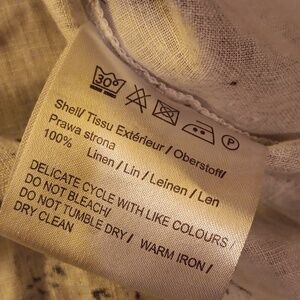 30°
P
Shell/ Tissu Extérieur / Oberstoff/
Prawa strona
100% Linen / Lin / Leinen / Len
DELICATE CYCLE WITH LIKE COLOURS /
DO NOT BLEACH/
DO NOT TUMBLE DRY / WARM IRON /
DRY CLEAN